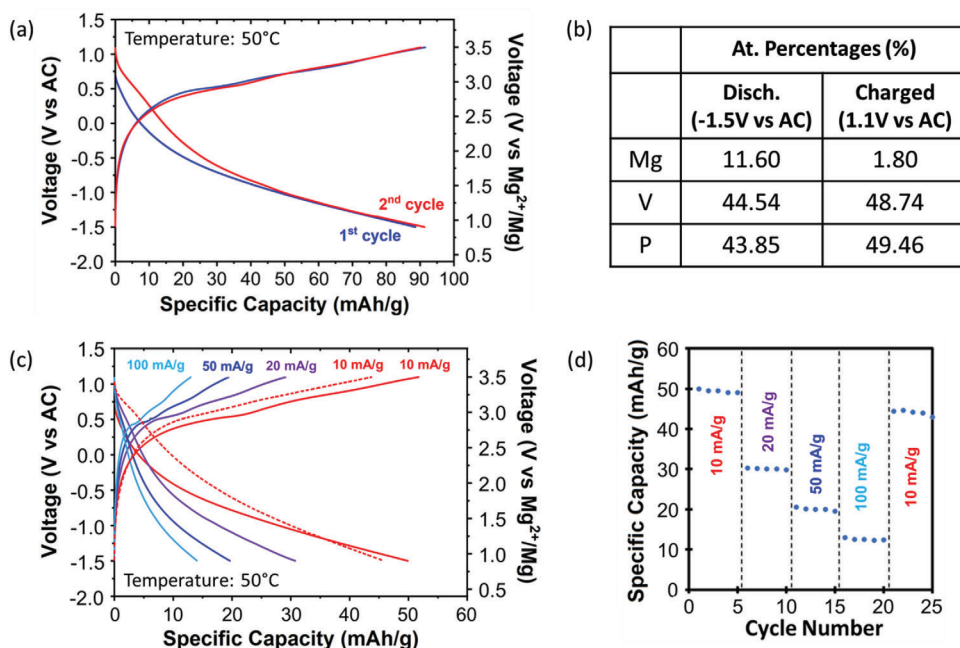 (a)
Temperature: 50°C
Voltage (V vs AC)
1.5
1.0
0.5
0.0
-0.5
-1.0
-1.5
-2.0
Voltage (V vs Mg2+/Mg)
3.5
3.0
2.5
2.0
1.5
1.0
0.5
2nd cycle
1st cycle
0 10 20 30 40 50 60 70 80 90 100
Specific Capacity (mAh/g)
(b)
At. Percentages (%)
Disch. Charged
(-1.5V vs AC) (1.1V vs AC)
Mg 11.60 1.80
V 44.54 48.74
P 43.85 49.46
(c)
100 mA/g 50 mA/g 20 mA/g 10 mA/g 10 mA/g
Voltage (V vs AC)
1.5
1.0
0.5
0.0
-0.5
-1.0
-1.5
-2.0
Voltage (V vs Mg2+/Mg)
3.5
3.0
2.5
2.0
1.5
1.0
0.5
Temperature: 50°C
0 10 20 30 40 50 60
Specific Capacity (mAh/g)
(d)
Specific Capacity (mAh/g)
60
50
40
30
20
10
0
10 mA/g
20 mA/g
50 mA/g
100 mA/g
10 mA/g
0 5 10 15 20 25
Cycle Number